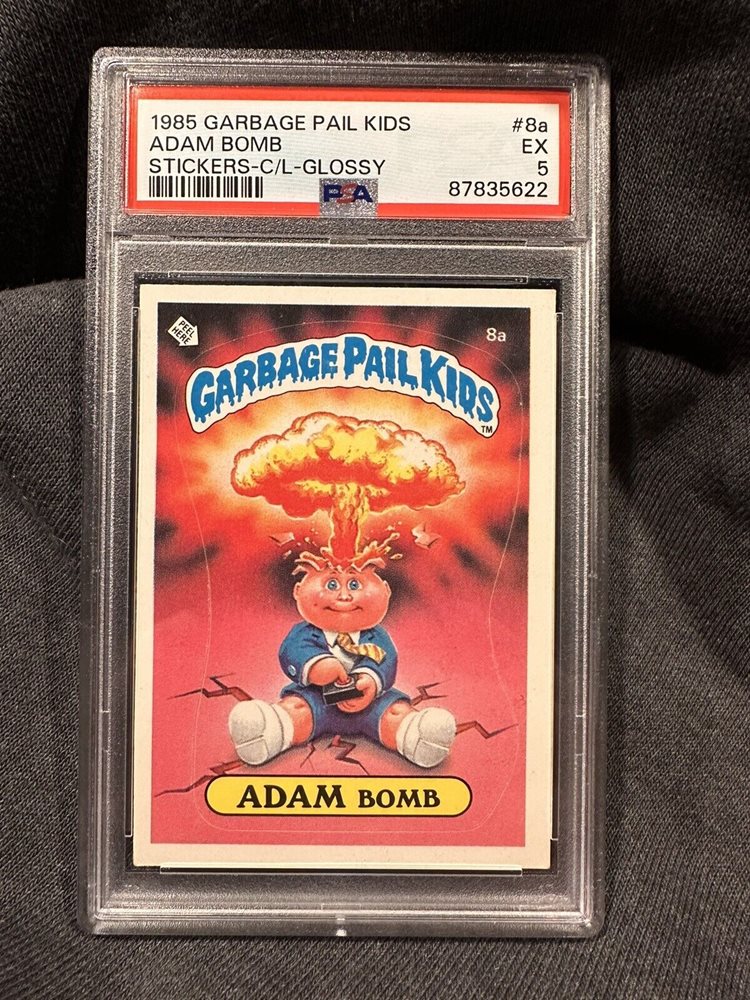 1985 GARBAGE PAIL KIDS #8a
ADAM BOMB EX
STICKERS-C/L-GLOSSY 5
PSA 87835622
PEEL HERE
8a
GARBAGE PAIL KIDS
TM
ADAM BOMB